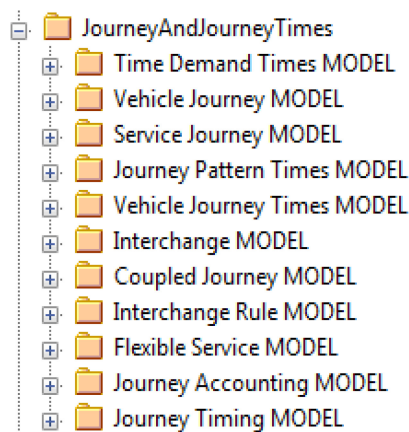 JourneyAndJourneyTimes
Time Demand Times MODEL
Vehicle Journey MODEL
Service Journey MODEL
Journey Pattern Times MODEL
Vehicle Journey Times MODEL
Interchange MODEL
Coupled Journey MODEL
Interchange Rule MODEL
Flexible Service MODEL
Journey Accounting MODEL
Journey Timing MODEL